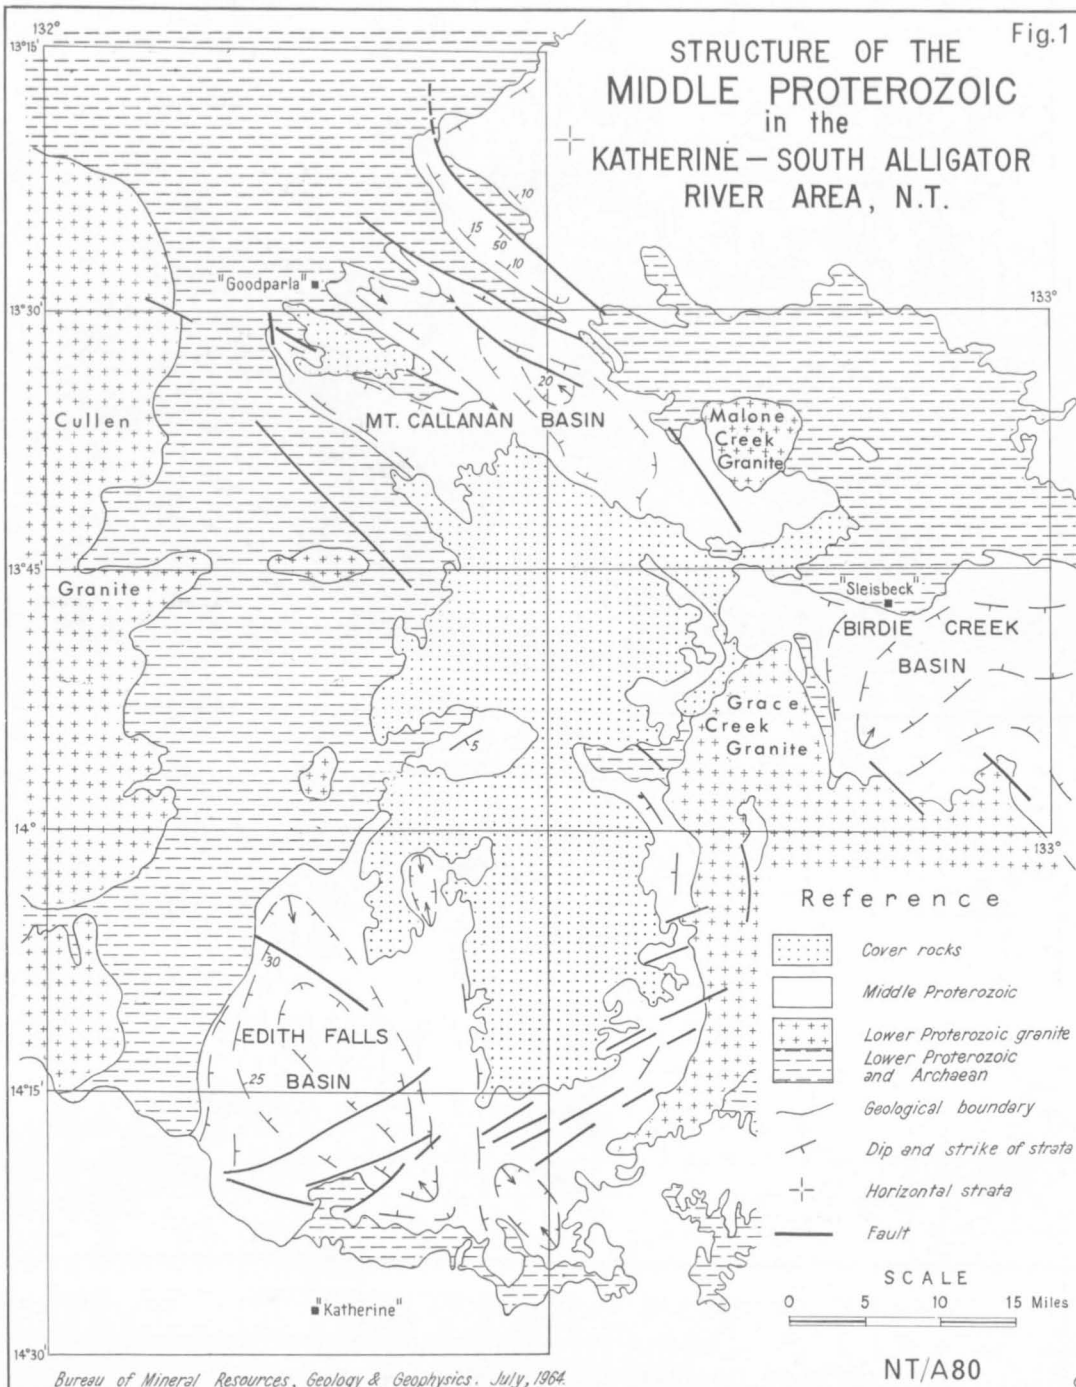 Fig.1
STRUCTURE OF THE
MIDDLE PROTEROZOIC
in the
KATHERINE — SOUTH ALLIGATOR
RIVER AREA, N.T.
132°
13°15'
10
15
50
10
"Goodparla"
13°30'
133°
20
MT. CALLANAN BASIN
Cullen
Malone
Creek
Granite
13°45'
Granite
"Sleisbeck"
BIRDIE CREEK
BASIN
Grace
Creek
Granite
5
14°
133°
30
EDITH FALLS
BASIN
25
14°15'
"Katherine"
14°30'
Reference
Cover rocks
Middle Proterozoic
Lower Proterozoic granite
Lower Proterozoic
and Archaean
Geological boundary
Dip and strike of strata
Horizontal strata
Fault
SCALE
0 5 10 15 Miles
Bureau of Mineral Resources, Geology & Geophysics. July, 1964.
NT/A80